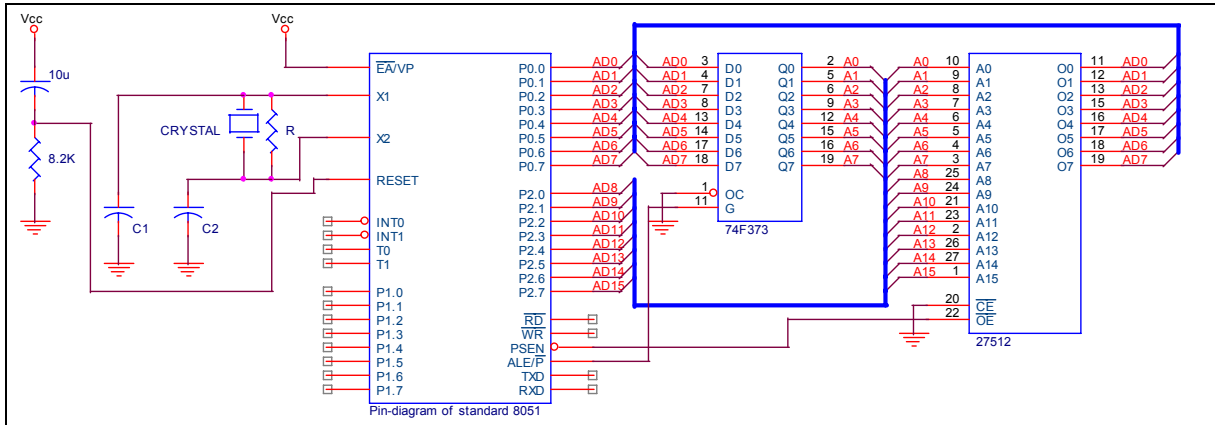 Vcc
10u
8.2K
Vcc
CRYSTAL
R
C1
C2
EA/VP
X1
X2
RESET
INT0
INT1
T0
T1
P1.0
P1.1
P1.2
P1.3
P1.4
P1.5
P1.6
P1.7
P0.0 AD0
P0.1 AD1
P0.2 AD2
P0.3 AD3
P0.4 AD4
P0.5 AD5
P0.6 AD6
P0.7 AD7
P2.0 AD8
P2.1 AD9
P2.2 AD10
P2.3 AD11
P2.4 AD12
P2.5 AD13
P2.6 AD14
P2.7 AD15
RD
WR
PSEN
ALE/P
TXD
RXD
Pin-diagram of standard 8051
AD0 3 D0 Q0 2 A0
AD1 4 D1 Q1 5 A1
AD2 7 D2 Q2 6 A2
AD3 8 D3 Q3 9 A3
AD4 13 D4 Q4 12 A4
AD5 14 D5 Q5 15 A5
AD6 17 D6 Q6 16 A6
AD7 18 D7 Q7 19 A7
1 OC
11 G
74F373
A0 10 A0 O0 11 AD0
A1 9 A1 O1 12 AD1
A2 8 A2 O2 13 AD2
A3 7 A3 O3 15 AD3
A4 6 A4 O4 16 AD4
A5 5 A5 O5 17 AD5
A6 4 A6 O6 18 AD6
A7 3 A7 O7 19 AD7
A8 25 A8
A9 24 A9
A10 21 A10
A11 23 A11
A12 2 A12
A13 26 A13
A14 27 A14
A15 1 A15
20 CE
22 OE
27512